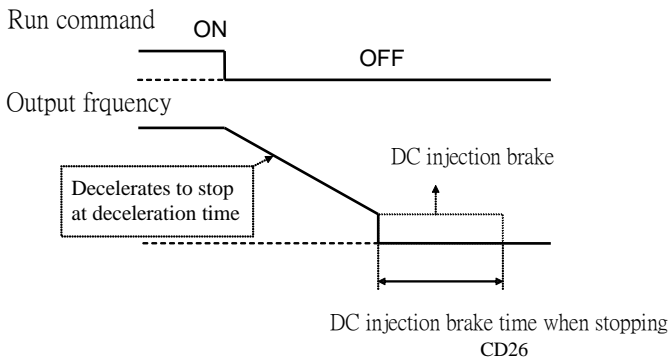 Run command
ON
OFF
Output frquency
DC injection brake
Decelerates to stop
at deceleration time
DC injection brake time when stopping
CD26